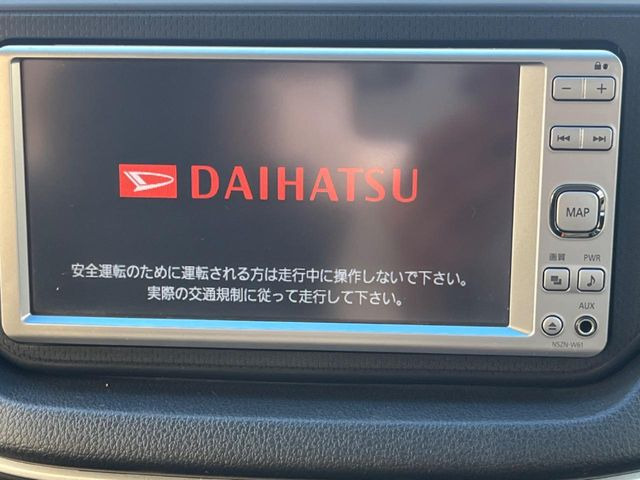 DAIHATSU
安全運転のために運転される方は走行中に操作しないで下さい。
実際の交通規制に従って走行して下さい。
− +
MAP
画質 PWR
AUX
NSZN-W61